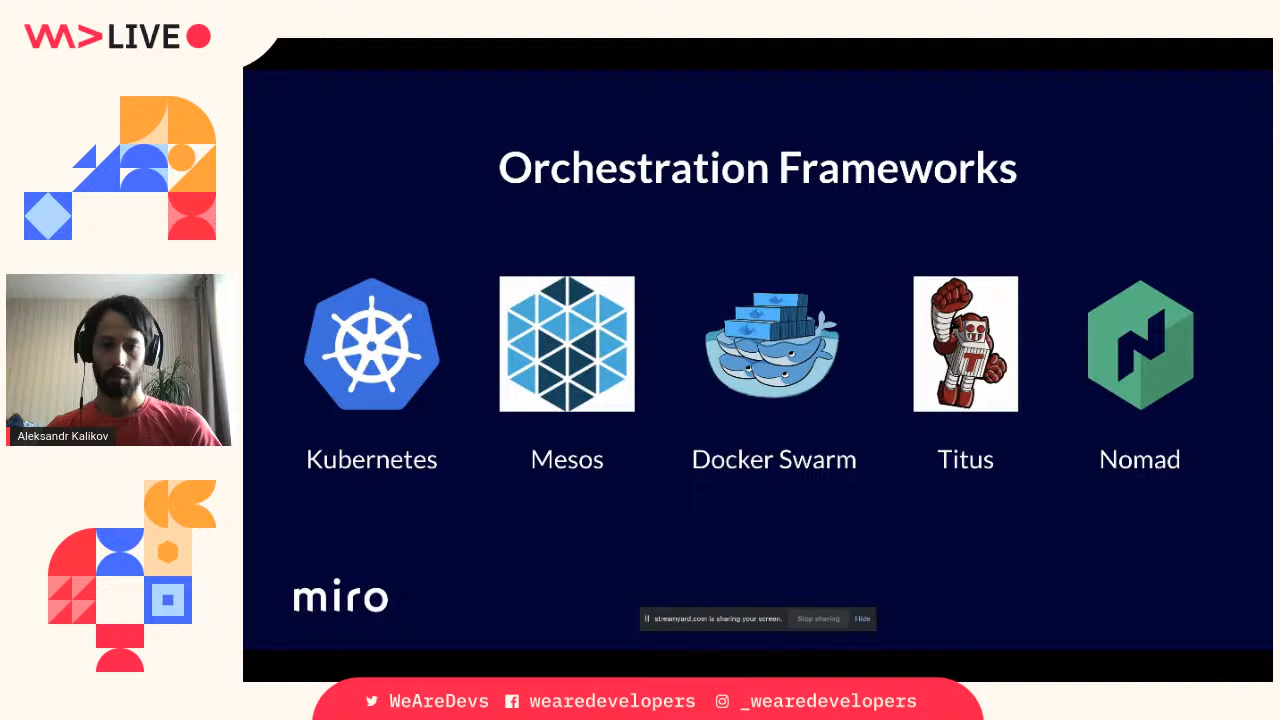 LIVE
Orchestration Frameworks
Kubernetes
Mesos
Docker Swarm
T
Titus
Nomad
Aleksandr Kalikov
miro
streamyard.com is sharing your screen. Stop sharing Hide
WeAreDevs wearedevelopers _wearedevelopers